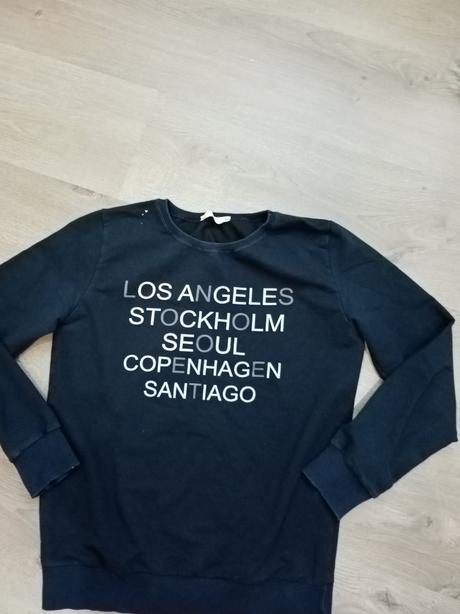 LOS ANGELES
STOCKHOLM
SEOUL
COPENHAGEN
SANTIAGO